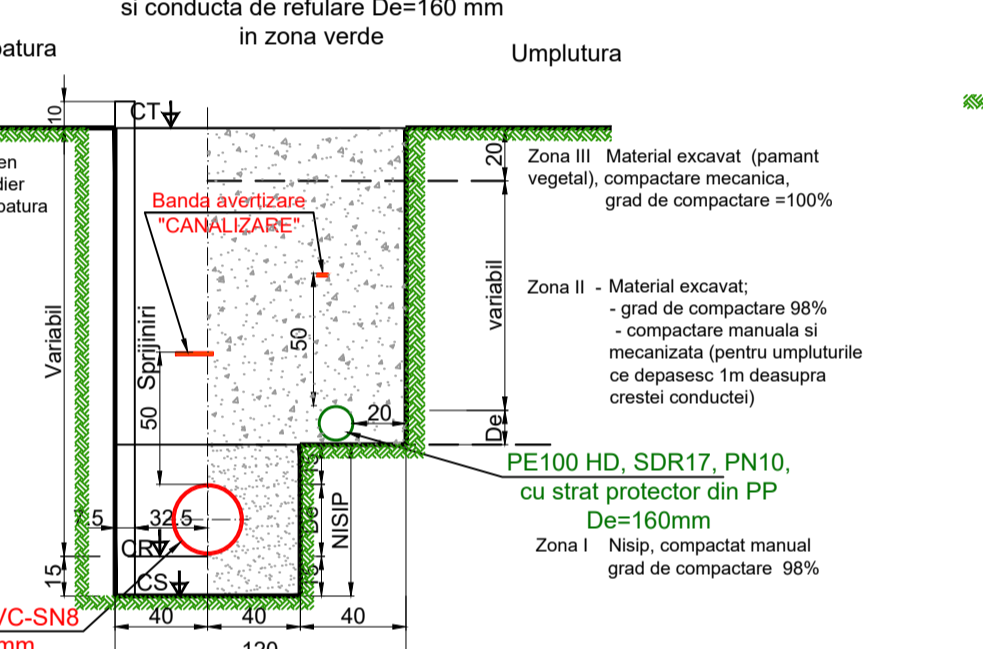 si conducta de refulare De=160 mm
in zona verde
Umplutura
10
CT
20
Zona III Material excavat (pamant
vegetal), compactare mecanica,
grad de compactare =100%
Banda avertizare
"CANALIZARE"
Zona II - Material excavat;
- grad de compactare 98%
- compactare manuala si
mecanizata (pentru umpluturile
ce depasesc 1m deasupra
crestei conductei)
variabil
Variabil
50 Sprijiniri
50
20
De
PE100 HD, SDR17, PN10,
cu strat protector din PP
De=160mm
Zona I Nisip, compactat manual
grad de compactare 98%
7.5
32.5
15
De
15
NISIP
CR
CS
15
VC-SN8
mm
40
40
40
120